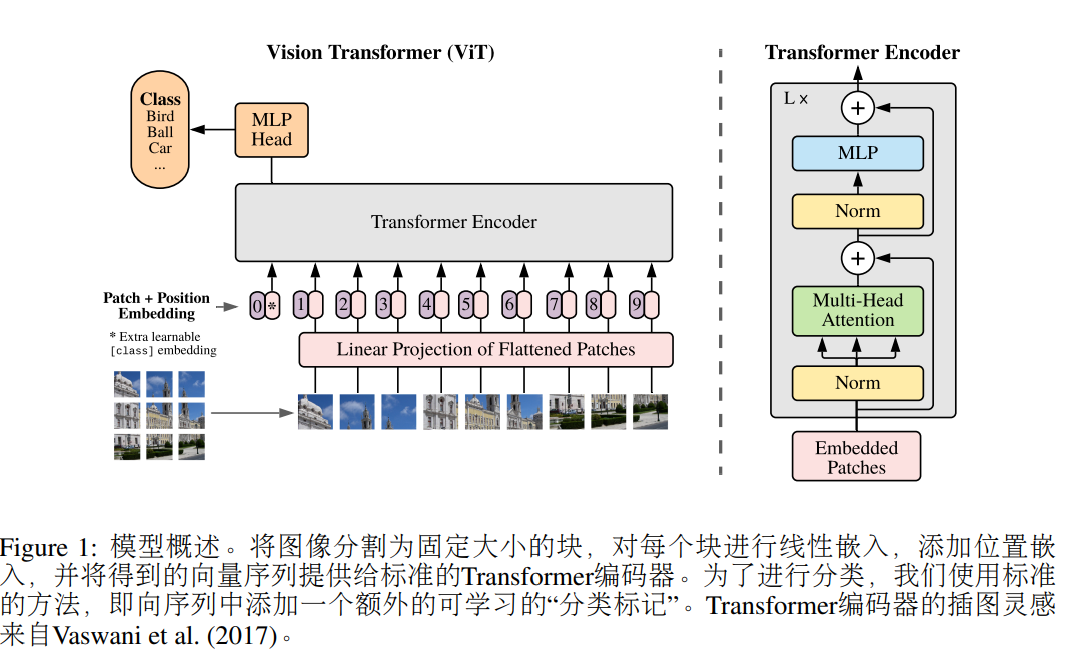 Vision Transformer (ViT)
Transformer Encoder
Class
Bird
Ball
Car
...
MLP
Head
Transformer Encoder
Patch + Position
Embedding
0 * 1 2 3 4 5 6 7 8 9
* Extra learnable
[class] embedding
Linear Projection of Flattened Patches
L ×
+
MLP
Norm
+
Multi-Head
Attention
Norm
Embedded
Patches
Figure 1: 模型概述。将图像分割为固定大小的块，对每个块进行线性嵌入，添加位置嵌
入，并将得到的向量序列提供给标准的Transformer编码器。为了进行分类，我们使用标准
的方法，即向序列中添加一个额外的可学习的“分类标记”。Transformer编码器的插图灵感
来自Vaswani et al. (2017)。